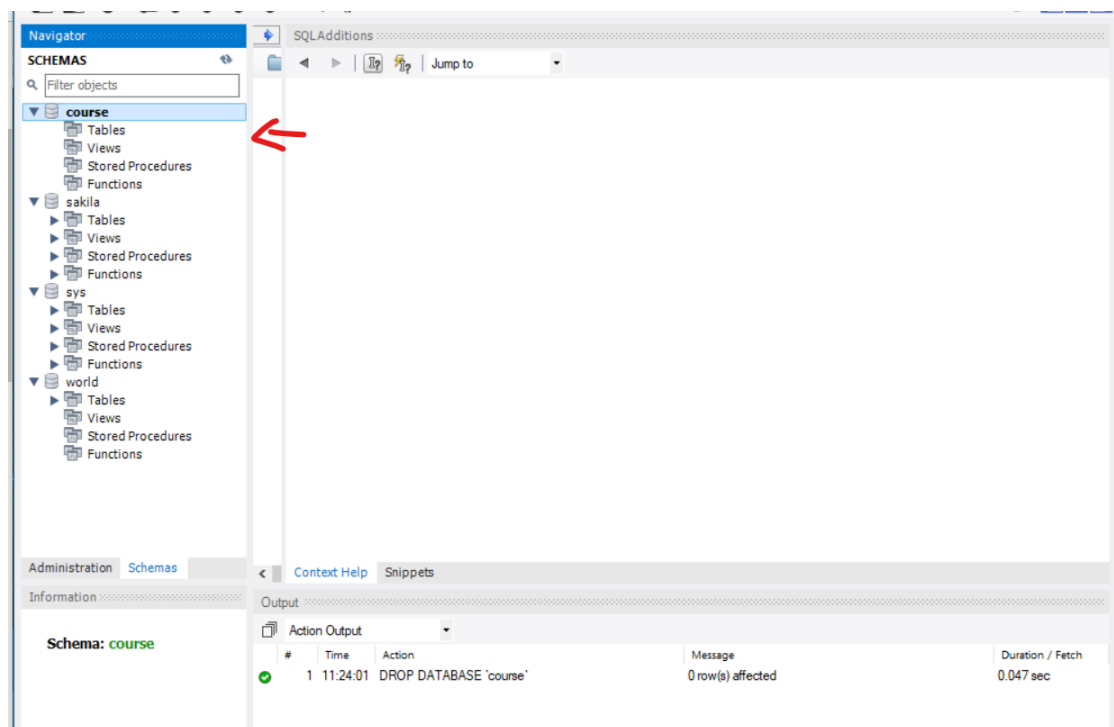 Navigator
SQLAdditions
SCHEMAS
Jump to
Filter objects
course
Tables
Views
Stored Procedures
Functions
sakila
Tables
Views
Stored Procedures
Functions
sys
Tables
Views
Stored Procedures
Functions
world
Tables
Views
Stored Procedures
Functions
Administration Schemas
Context Help Snippets
Information
Output
Schema: course
Action Output
# Time Action Message Duration / Fetch
1 11:24:01 DROP DATABASE `course` 0 row(s) affected 0.047 sec